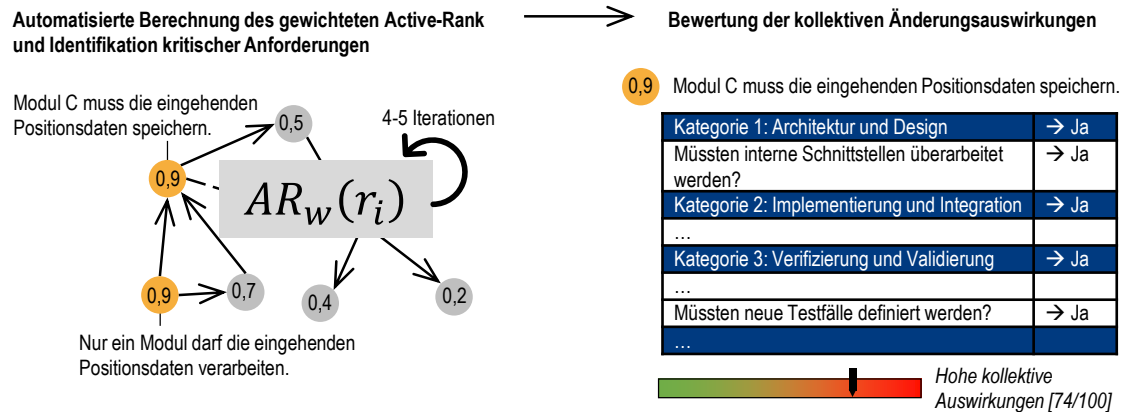 Automatisierte Berechnung des gewichteten Active-Rank
und Identifikation kritischer Anforderungen
Bewertung der kollektiven Änderungsauswirkungen
Modul C muss die eingehenden
Positionsdaten speichern.
0,5
4-5 Iterationen
0,9
AR_w(r_i)
0,9
0,7
0,4
0,2
Nur ein Modul darf die eingehenden
Positionsdaten verarbeiten.
0,9 Modul C muss die eingehenden Positionsdaten speichern.
Kategorie 1: Architektur und Design → Ja
Müssten interne Schnittstellen überarbeitet → Ja
werden?
Kategorie 2: Implementierung und Integration → Ja
...
Kategorie 3: Verifizierung und Validierung → Ja
...
Müssten neue Testfälle definiert werden? → Ja
...
Hohe kollektive
Auswirkungen [74/100]